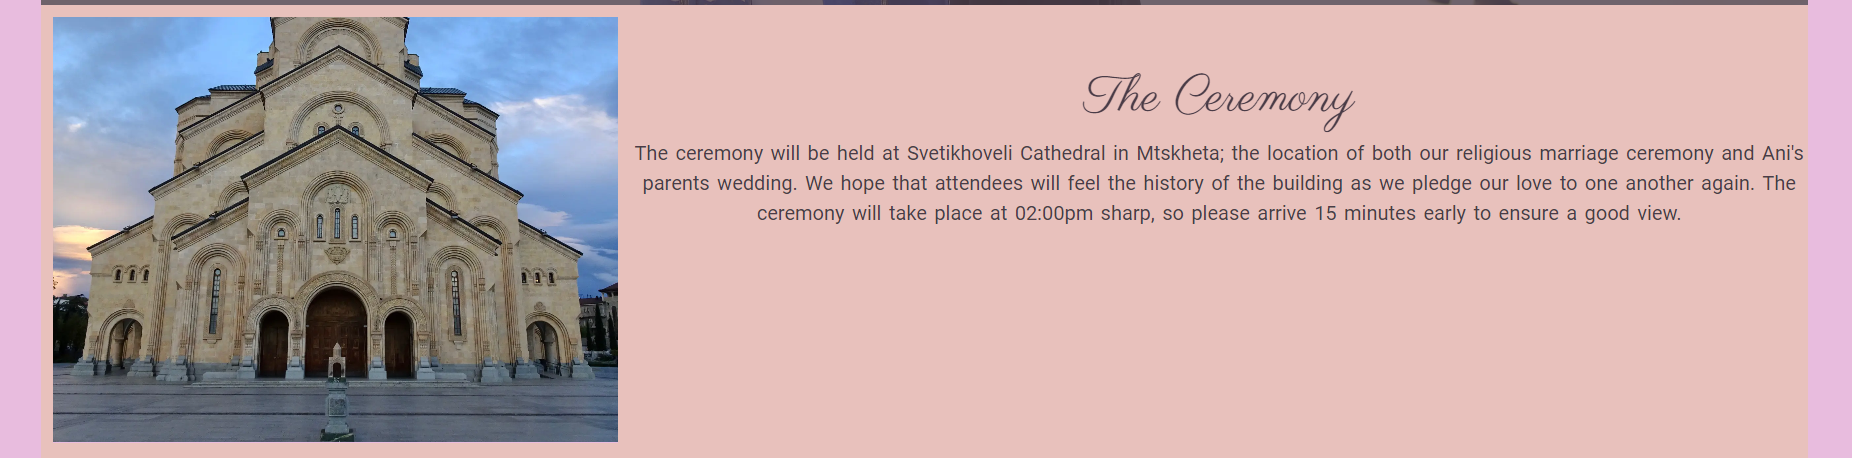 The Ceremony
The ceremony will be held at Svetikhoveli Cathedral in Mtskheta; the location of both our religious marriage ceremony and Ani's
parents wedding. We hope that attendees will feel the history of the building as we pledge our love to one another again. The
ceremony will take place at 02:00pm sharp, so please arrive 15 minutes early to ensure a good view.